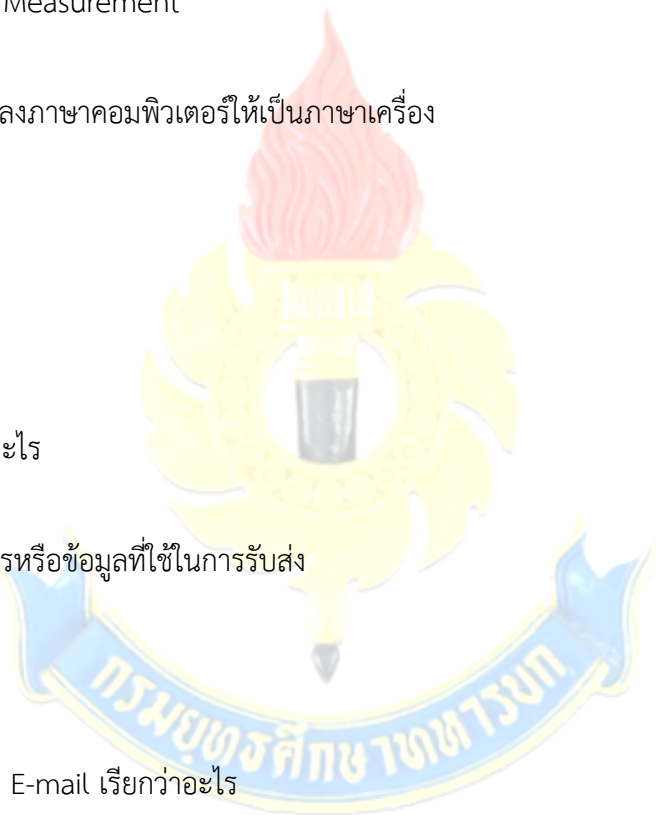 Measurement
ลงภาษาคอมพิวเตอร์ให้เป็นภาษาเครื่อง
ะไร
รหรือข้อมูลที่ใช้ในการรับส่ง
กรมยุทธศึกษาทหารบก
E-mail เรียกว่าอะไร